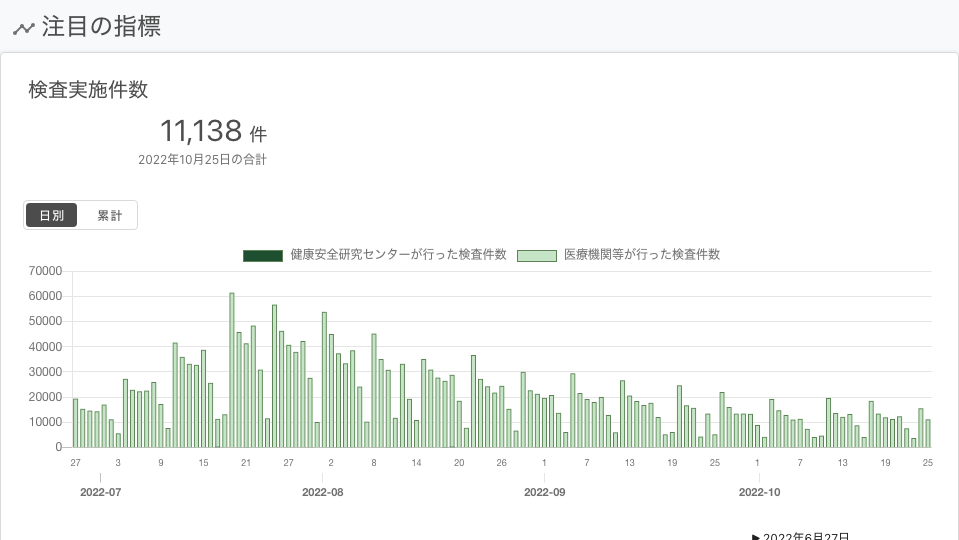 注目の指標
検査実施件数
11,138 件
2022年10月25日の合計
日別 累計
健康安全研究センターが行った検査件数 医療機関等が行った検査件数
70000
60000
50000
40000
30000
20000
10000
0
27 3 9 15 21 27 2 8 14 20 26 1 7 13 19 25 1 7 13 19 25
2022-07 2022-08 2022-09 2022-10
▶ 2022年6月27日